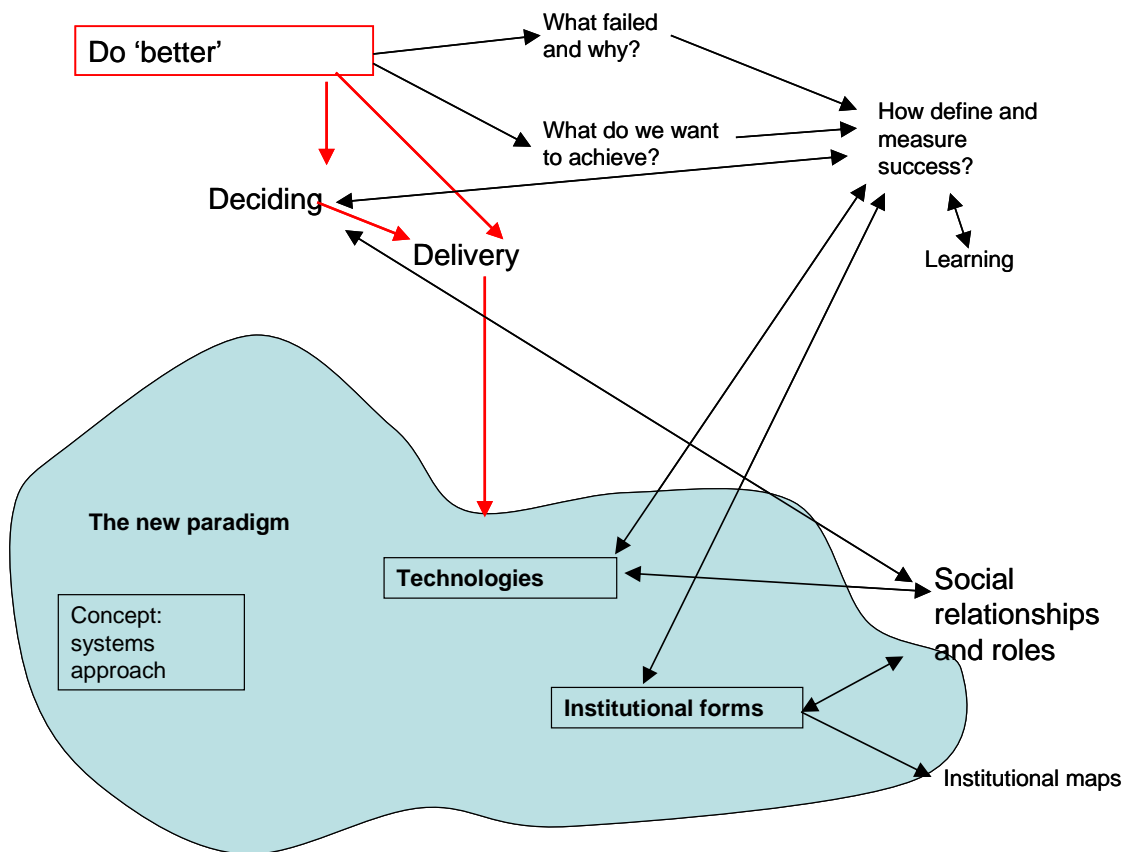 What failed
and why?
Do ‘better’
What do we want
to achieve?
How define and
measure
success?
Deciding
Delivery
Learning
The new paradigm
Technologies
Concept:
systems
approach
Social
relationships
and roles
Institutional forms
Institutional maps